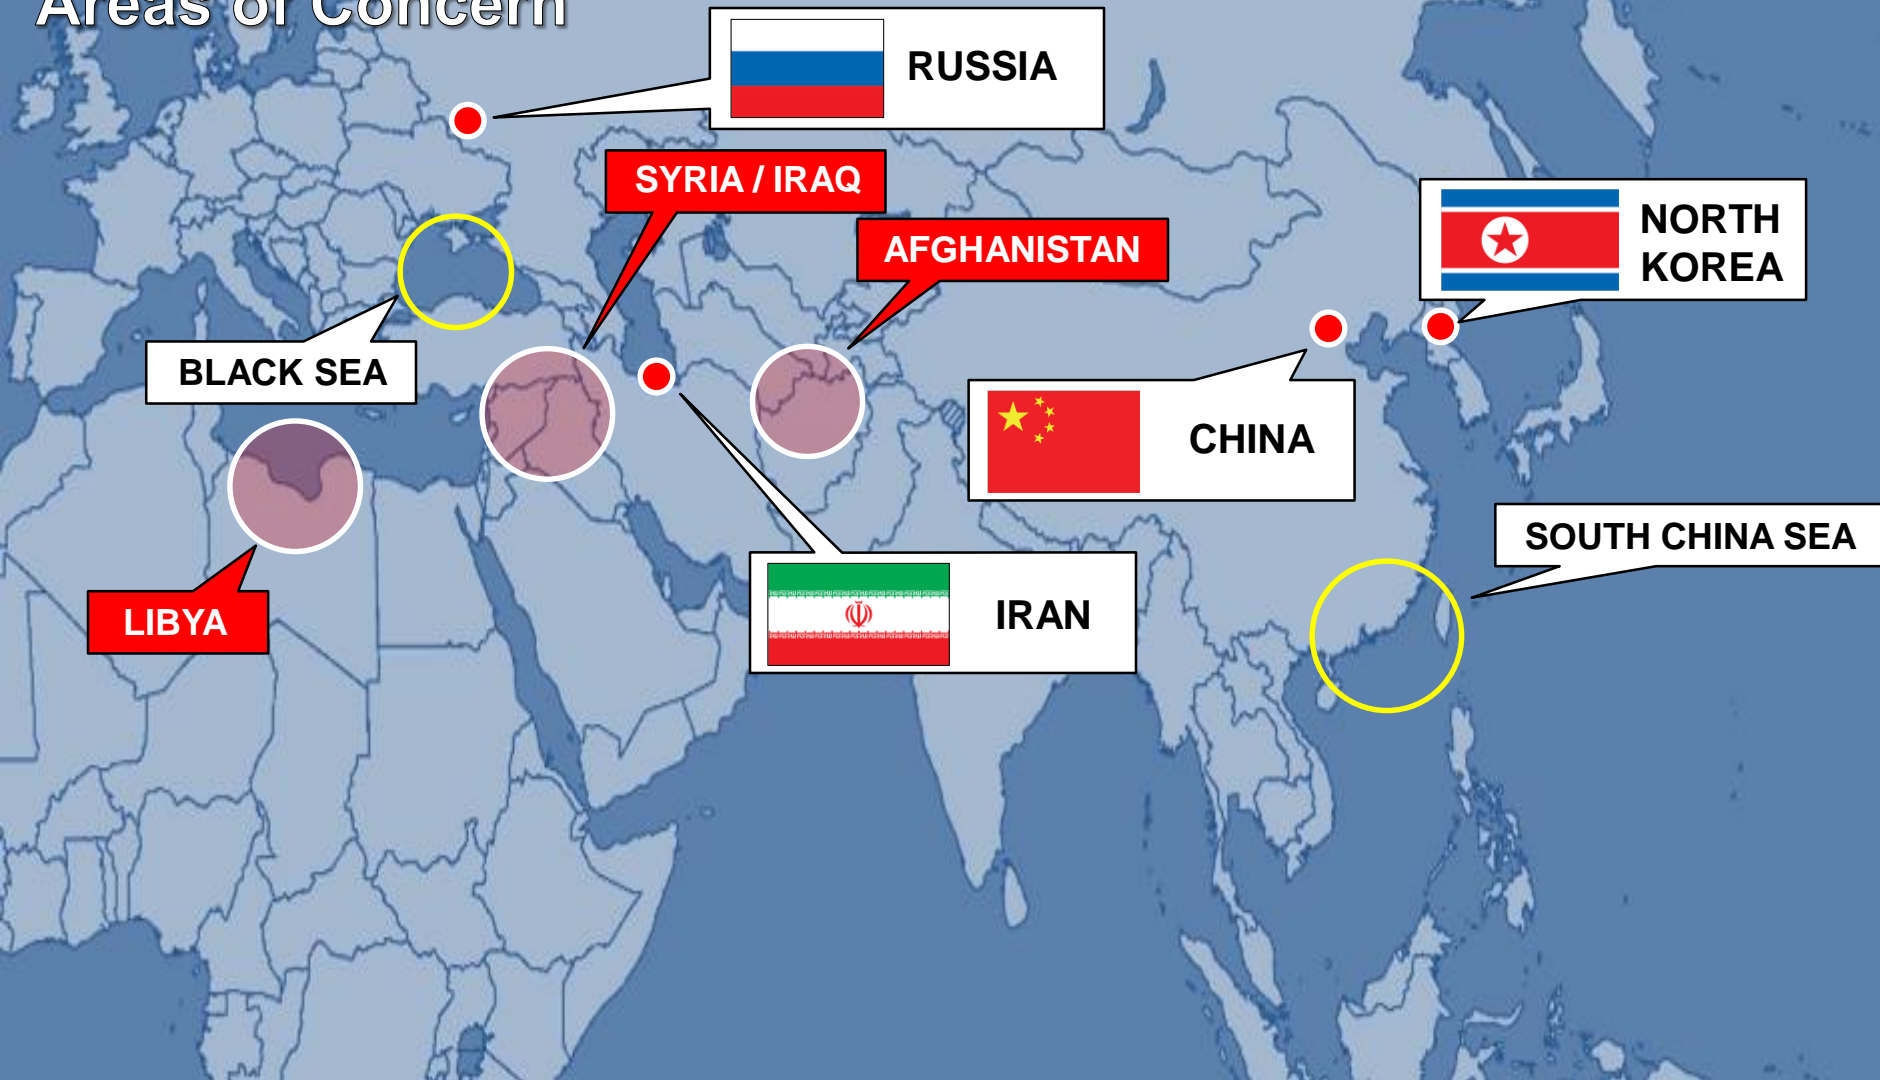 Areas of Concern
RUSSIA
SYRIA / IRAQ
AFGHANISTAN
NORTH
KOREA
BLACK SEA
CHINA
SOUTH CHINA SEA
LIBYA
IRAN